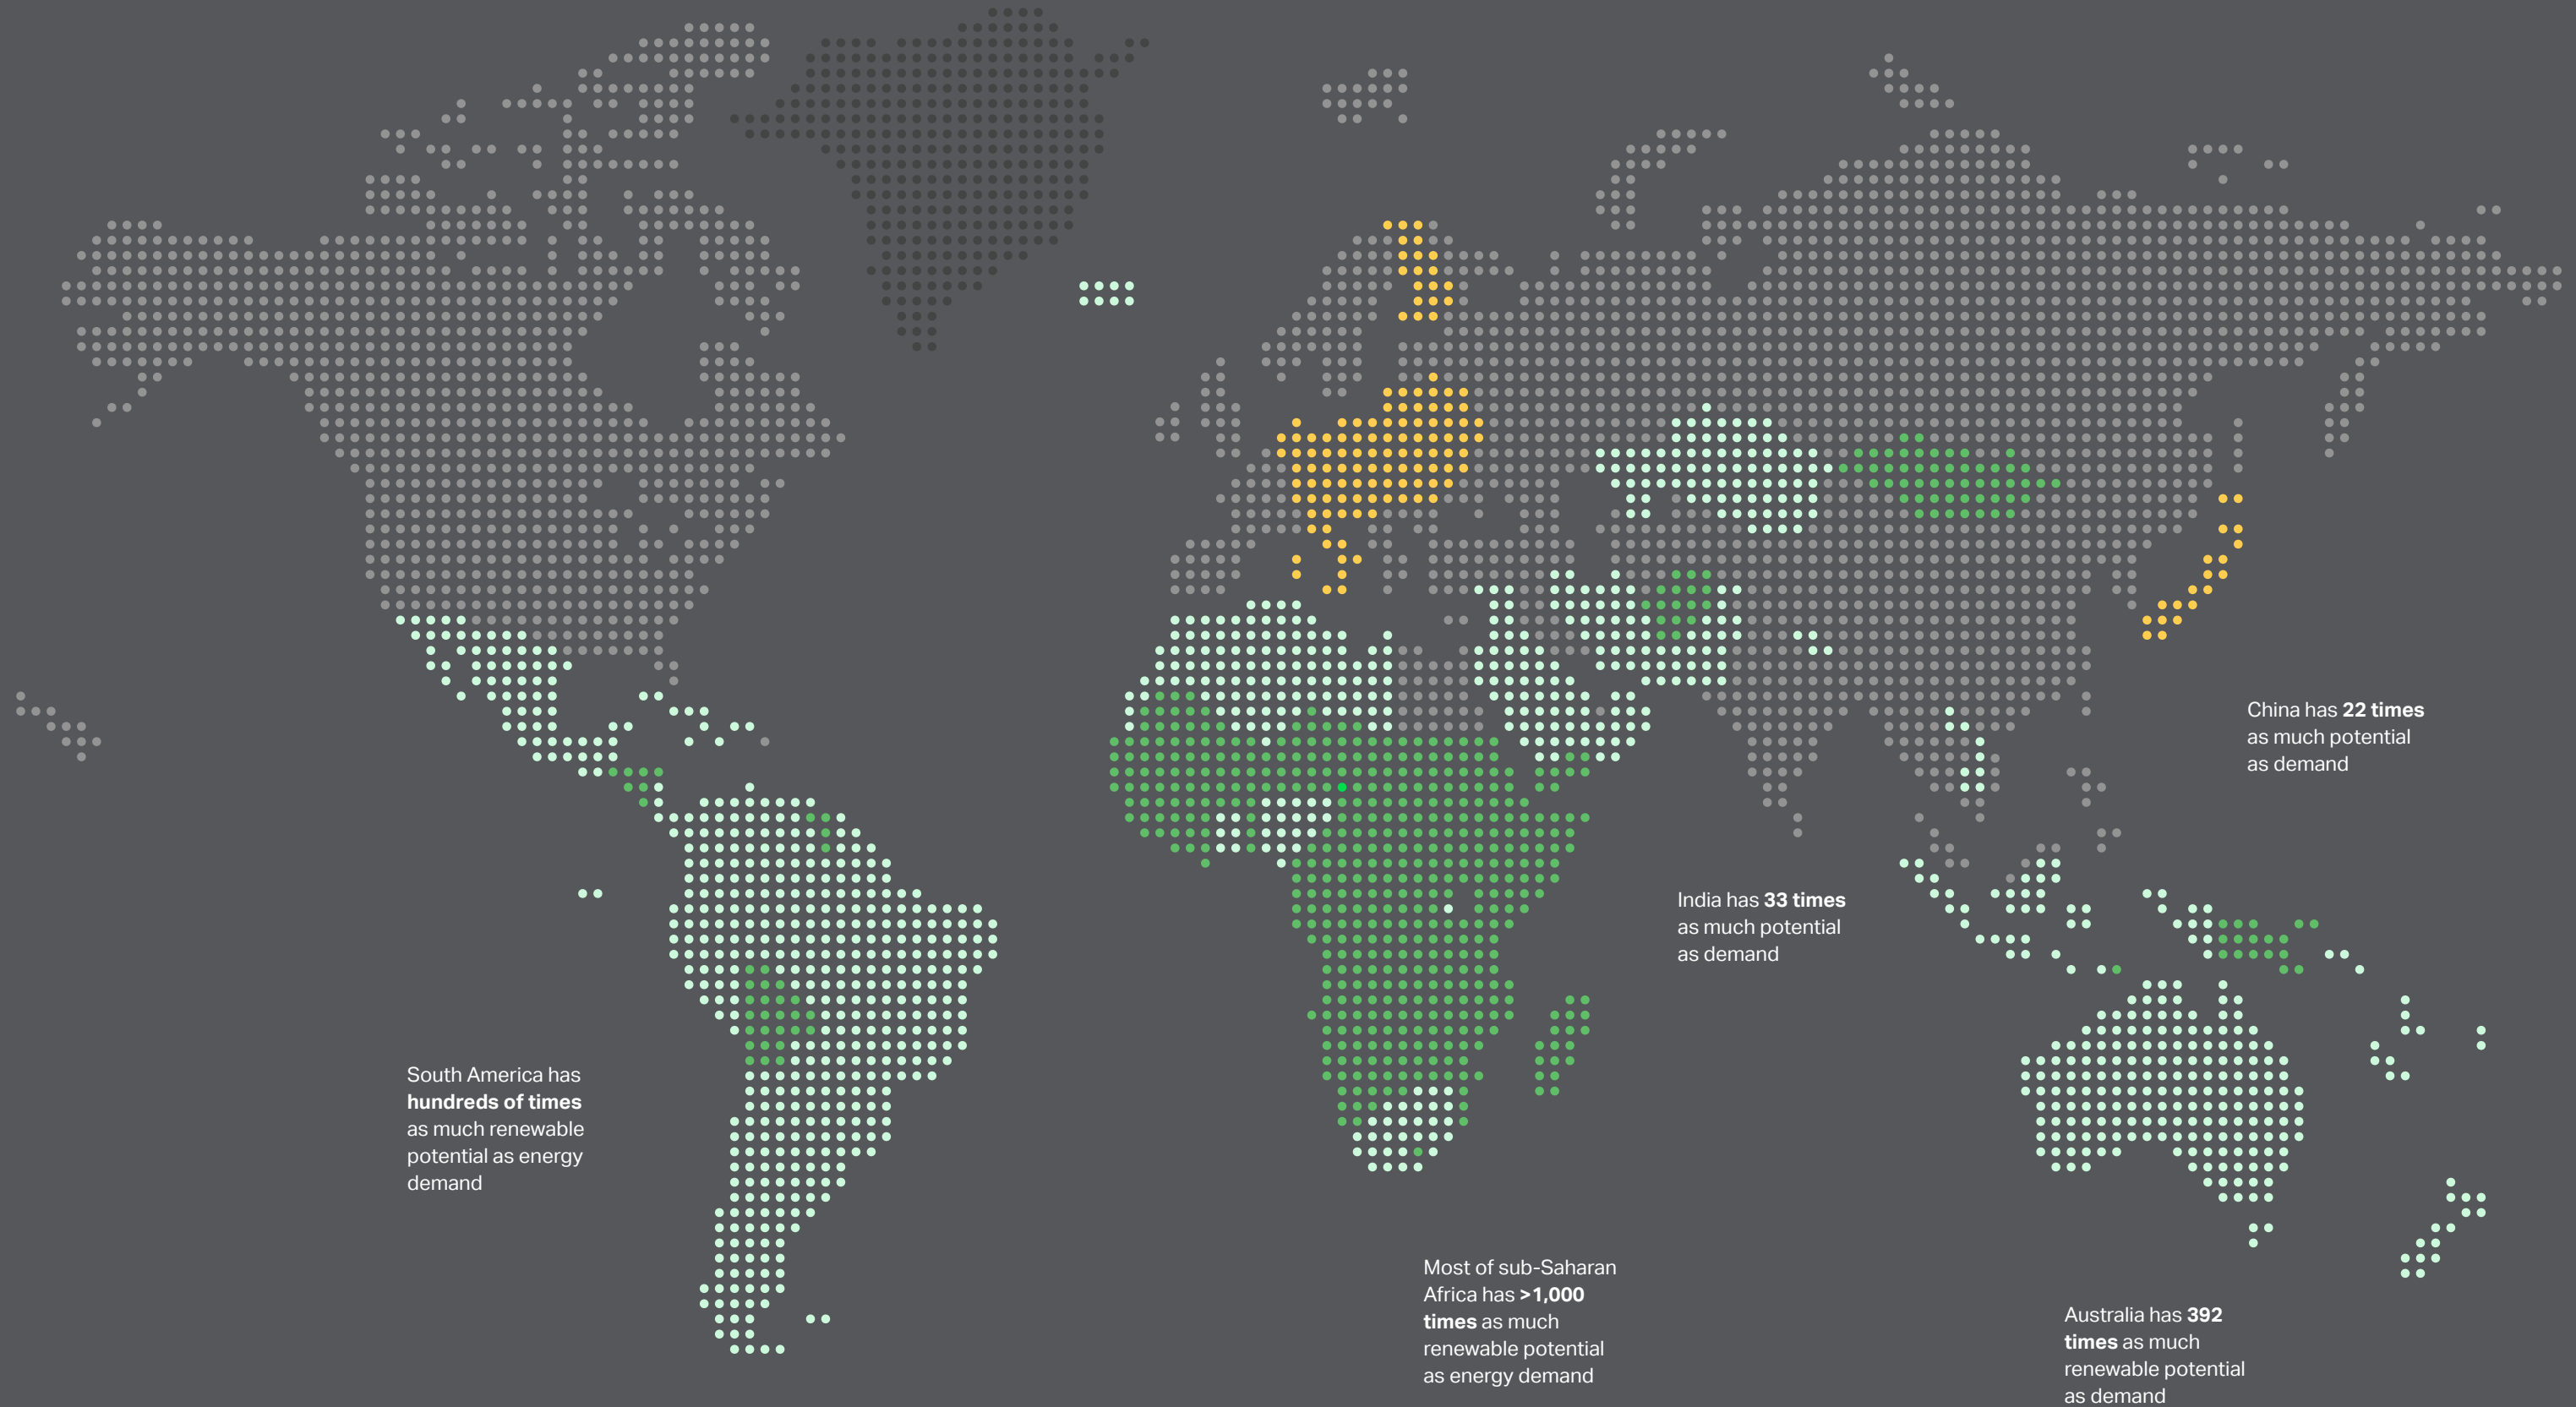 China has 22 times
as much potential
as demand
India has 33 times
as much potential
as demand
South America has
hundreds of times
as much renewable
potential as energy
demand
Most of sub-Saharan
Africa has >1,000
times as much
renewable potential
as energy demand
Australia has 392
times as much
renewable potential
as demand